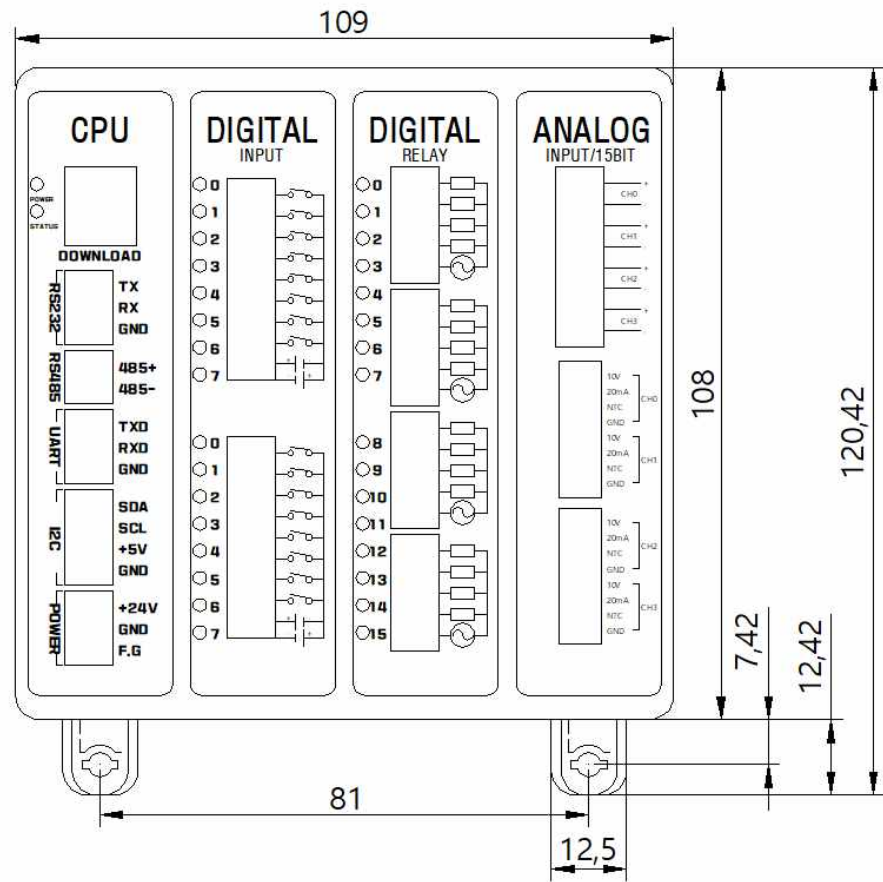 109
CPU
POWER
STATUS
DOWNLOAD
RS232
TX
RX
GND
RS485
485+
485-
UART
TXD
RXD
GND
I2C
SDA
SCL
+5V
GND
POWER
+24V
GND
F.G
DIGITAL
INPUT
0
1
2
3
4
5
6
7
0
1
2
3
4
5
6
7
DIGITAL
RELAY
0
1
2
3
4
5
6
7
8
9
10
11
12
13
14
15
ANALOG
INPUT/15BIT
CH0
CH1
CH2
CH3
10V
20mA
NTC
GND
CH0
10V
20mA
NTC
GND
CH1
10V
20mA
NTC
GND
CH2
10V
20mA
NTC
GND
CH3
108
120,42
7,42
12,42
81
12,5